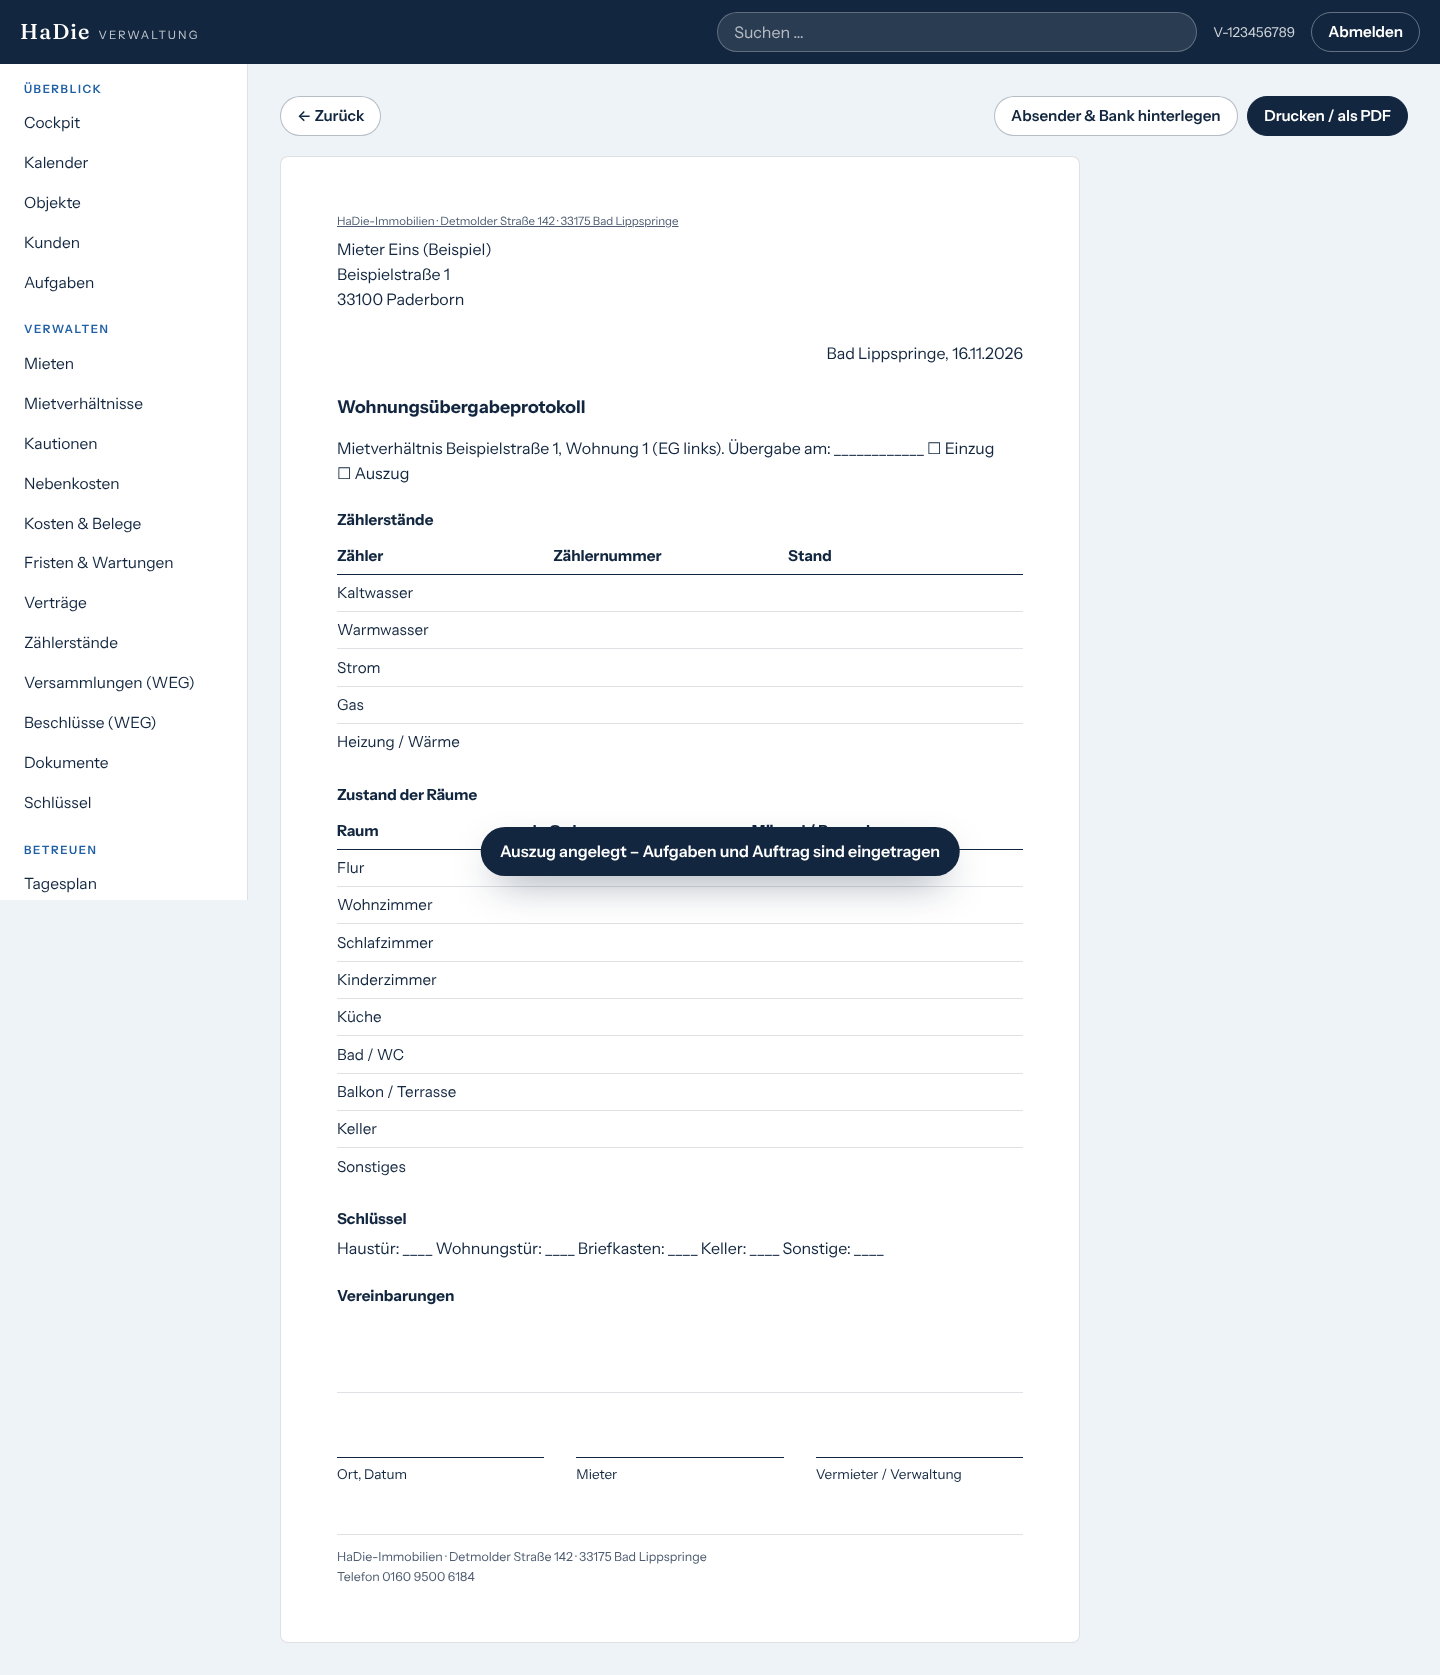 HaDie VERWALTUNG
Suchen ...
V-123456789
Abmelden
ÜBERBLICK
Cockpit
Kalender
Objekte
Kunden
Aufgaben
VERWALTEN
Mieten
Mietverhältnisse
Kautionen
Nebenkosten
Kosten & Belege
Fristen & Wartungen
Verträge
Zählerstände
Versammlungen (WEG)
Beschlüsse (WEG)
Dokumente
Schlüssel
BETREUEN
Tagesplan
← Zurück
Absender & Bank hinterlegen
Drucken / als PDF
HaDie-Immobilien · Detmolder Straße 142 · 33175 Bad Lippspringe
Mieter Eins (Beispiel)
Beispielstraße 1
33100 Paderborn
Bad Lippspringe, 16.11.2026
Wohnungsübergabeprotokoll
Mietverhältnis Beispielstraße 1, Wohnung 1 (EG links). Übergabe am: ____________ ☐ Einzug
☐ Auszug
Zählerstände
Zähler Zählernummer Stand
Kaltwasser
Warmwasser
Strom
Gas
Heizung / Wärme
Zustand der Räume
Raum
Auszug angelegt – Aufgaben und Auftrag sind eingetragen
Flur
Wohnzimmer
Schlafzimmer
Kinderzimmer
Küche
Bad / WC
Balkon / Terrasse
Keller
Sonstiges
Schlüssel
Haustür: ____ Wohnungstür: ____ Briefkasten: ____ Keller: ____ Sonstige: ____
Vereinbarungen
Ort, Datum
Mieter
Vermieter / Verwaltung
HaDie-Immobilien · Detmolder Straße 142 · 33175 Bad Lippspringe
Telefon 0160 9500 6184